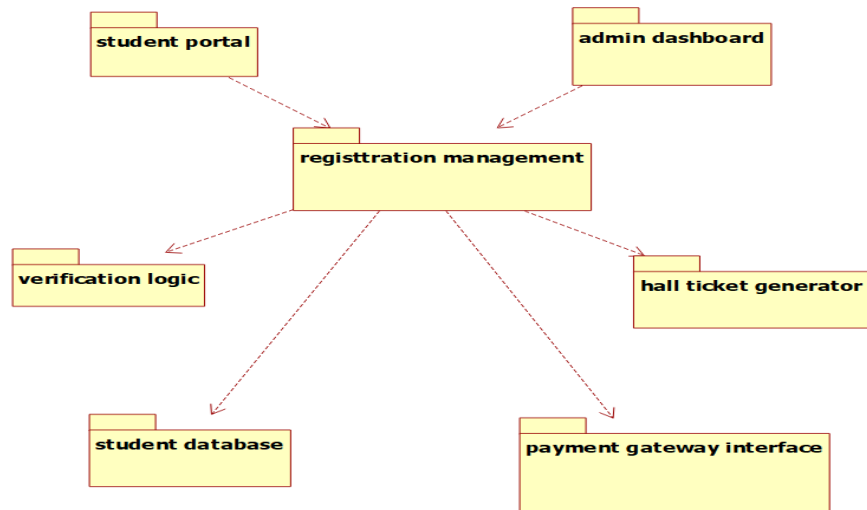 student portal
admin dashboard
registtration management
verification logic
hall ticket generator
student database
payment gateway interface